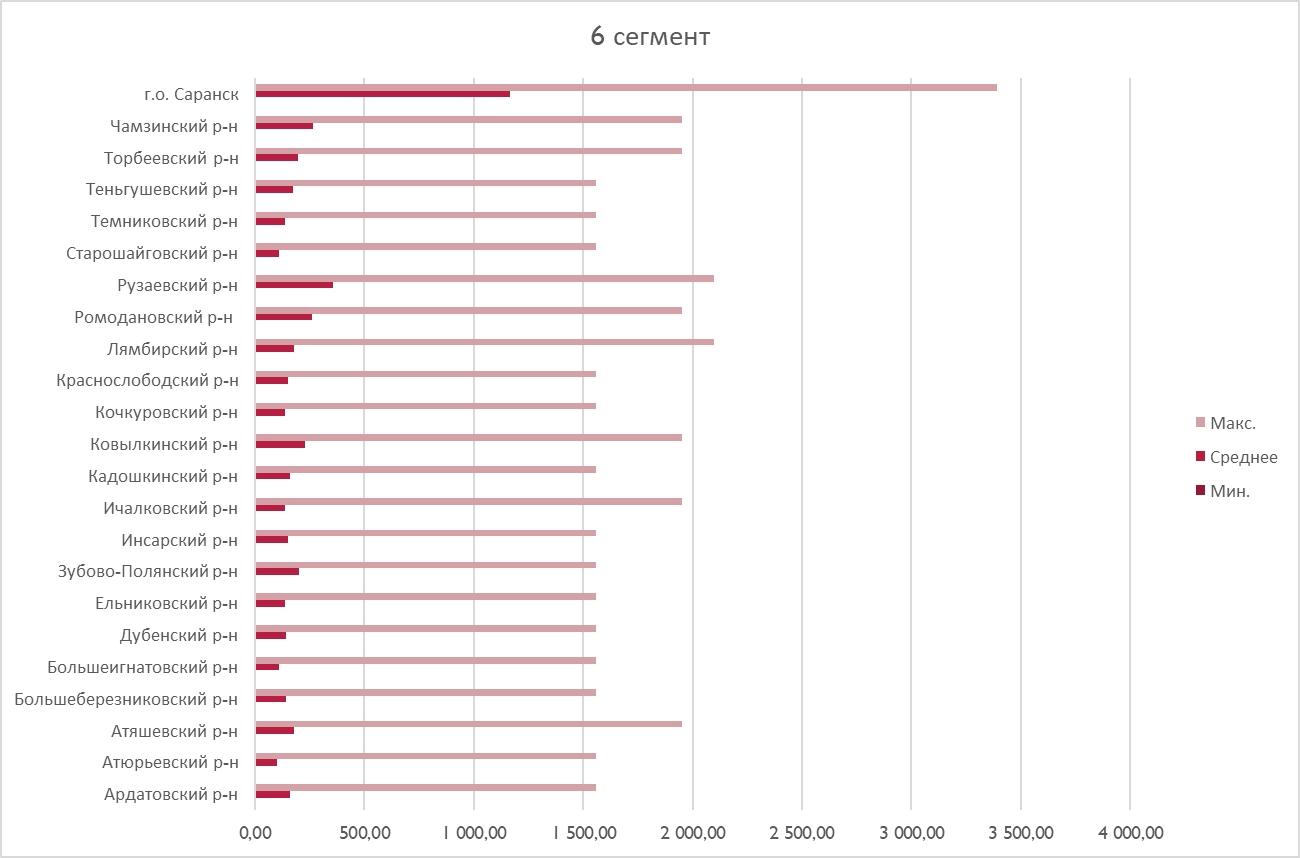 6 сегмент
г.о. Саранск
Чамзинский р-н
Торбеевский р-н
Теньгушевский р-н
Темниковский р-н
Старошайговский р-н
Рузаевский р-н
Ромодановский р-н
Лямбирский р-н
Краснослободский р-н
Кочкуровский р-н
Ковылкинский р-н
Кадошкинский р-н
Ичалковский р-н
Инсарский р-н
Зубово-Полянский р-н
Ельниковский р-н
Дубенский р-н
Большеигнатовский р-н
Большеберезниковский р-н
Атяшевский р-н
Атюрьевский р-н
Ардатовский р-н
0,00 500,00 1 000,00 1 500,00 2 000,00 2 500,00 3 000,00 3 500,00 4 000,00
Макс.
Среднее
Мин.